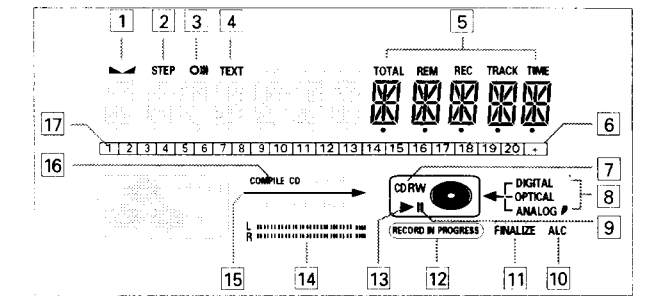 1 2 3 4 5
STEP TEXT TOTAL REM REC TRACK TIME
17 6
1 2 3 4 5 6 7 8 9 10 11 12 13 14 15 16 17 18 19 20 +
16 7
COMPILE CD CD RW DIGITAL
OPTICAL 8
ANALOG
L
R RECORD IN PROGRESS FINALIZE ALC 9
15 14 13 12 11 10